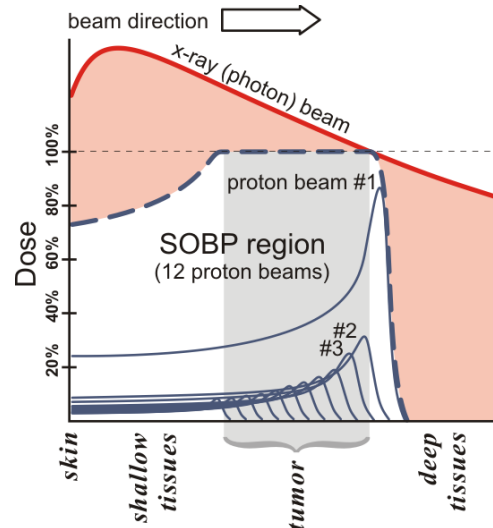 beam direction
x-ray (photon) beam
100%
proton beam #1
80%
SOBP region
(12 proton beams)
60%
Dose
40%
#2
#3
20%
skin
shallow
tissues
tumor
deep
tissues